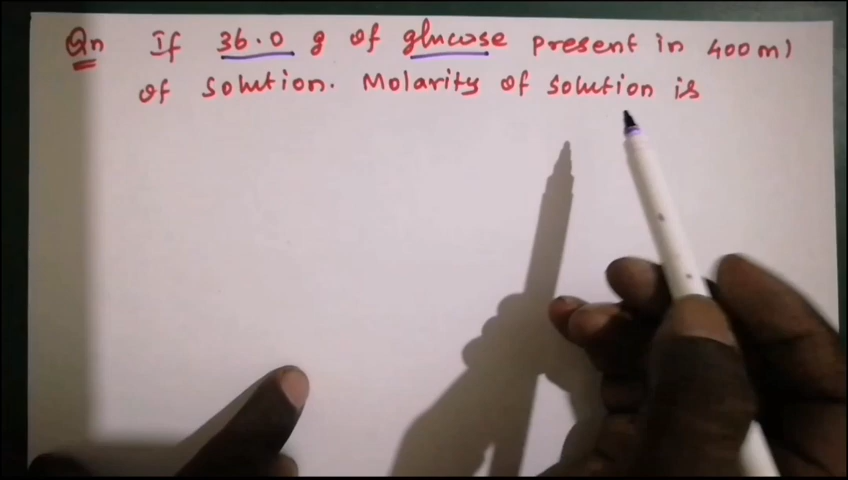 Qn If 36.0 g of glucose present in 400 ml
of solution. Molarity of solution is